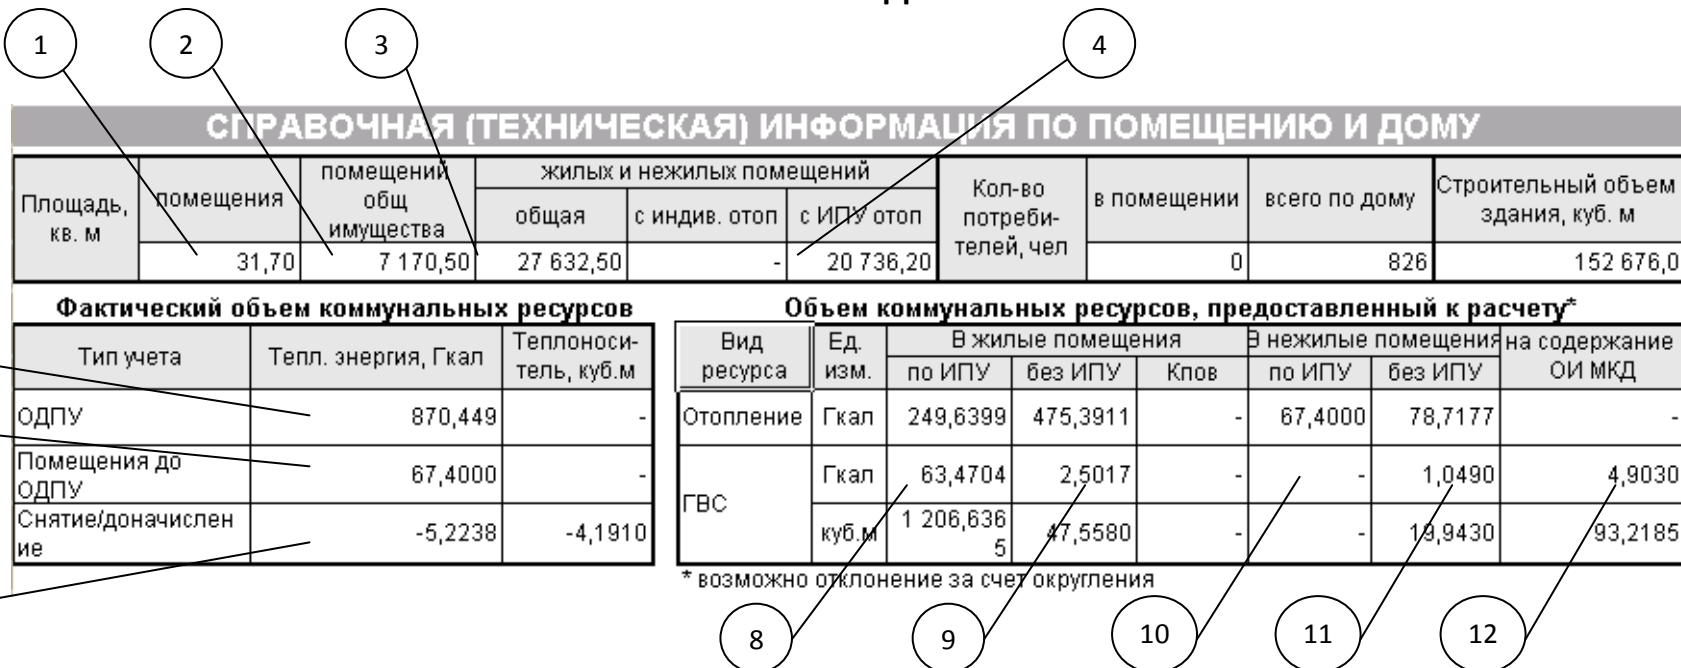 1 2 3 4
СПРАВОЧНАЯ (ТЕХНИЧЕСКАЯ) ИНФОРМАЦИЯ ПО ПОМЕЩЕНИЮ И ДОМУ
Площадь, кв. м
помещения
помещений общ имущества
жилых и нежилых помещений
общая
с индив. отоп
с ИПУ отоп
Кол-во потреби- телей, чел
в помещении
всего по дому
Строительный объем здания, куб. м
31,70 7 170,50 27 632,50 - 20 736,20 0 826 152 676,0
Фактический объем коммунальных ресурсов
Тип учета
Тепл. энергия, Гкал
Теплоноси- тель, куб.м
ОДПУ 870,449 -
Помещения до ОДПУ 67,4000 -
Снятие/доначислен ие -5,2238 -4,1910
Объем коммунальных ресурсов, предоставленный к расчету*
Вид ресурса
Ед. изм.
В жилые помещения
В нежилые помещения
на содержание ОИ МКД
по ИПУ без ИПУ Кпов по ИПУ без ИПУ
Отопление Гкал 249,6399 475,3911 - 67,4000 78,7177 -
ГВС Гкал 63,4704 2,5017 - - 1,0490 4,9030
куб.м 1 206,636 5 47,5580 - - 19,9430 93,2185
* возможно отклонение за счет округления
8 9 10 11 12